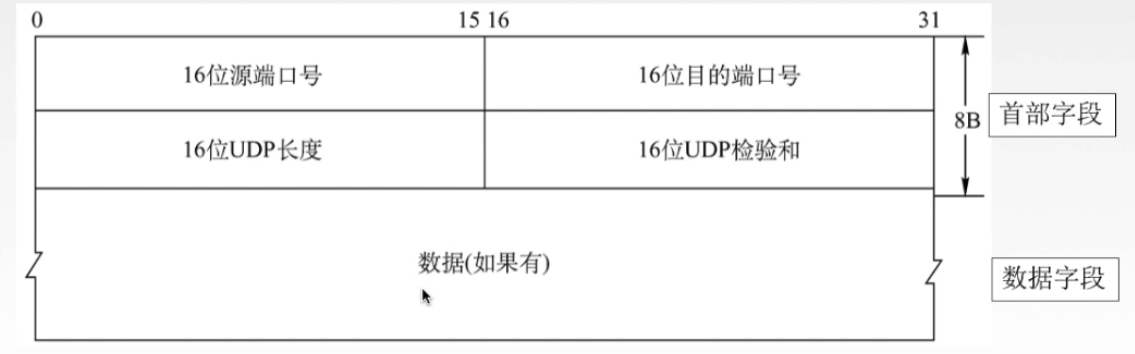 0 15 16 31
16位源端口号 16位目的端口号
8B 首部字段
16位UDP长度 16位UDP检验和
数据(如果有)
数据字段